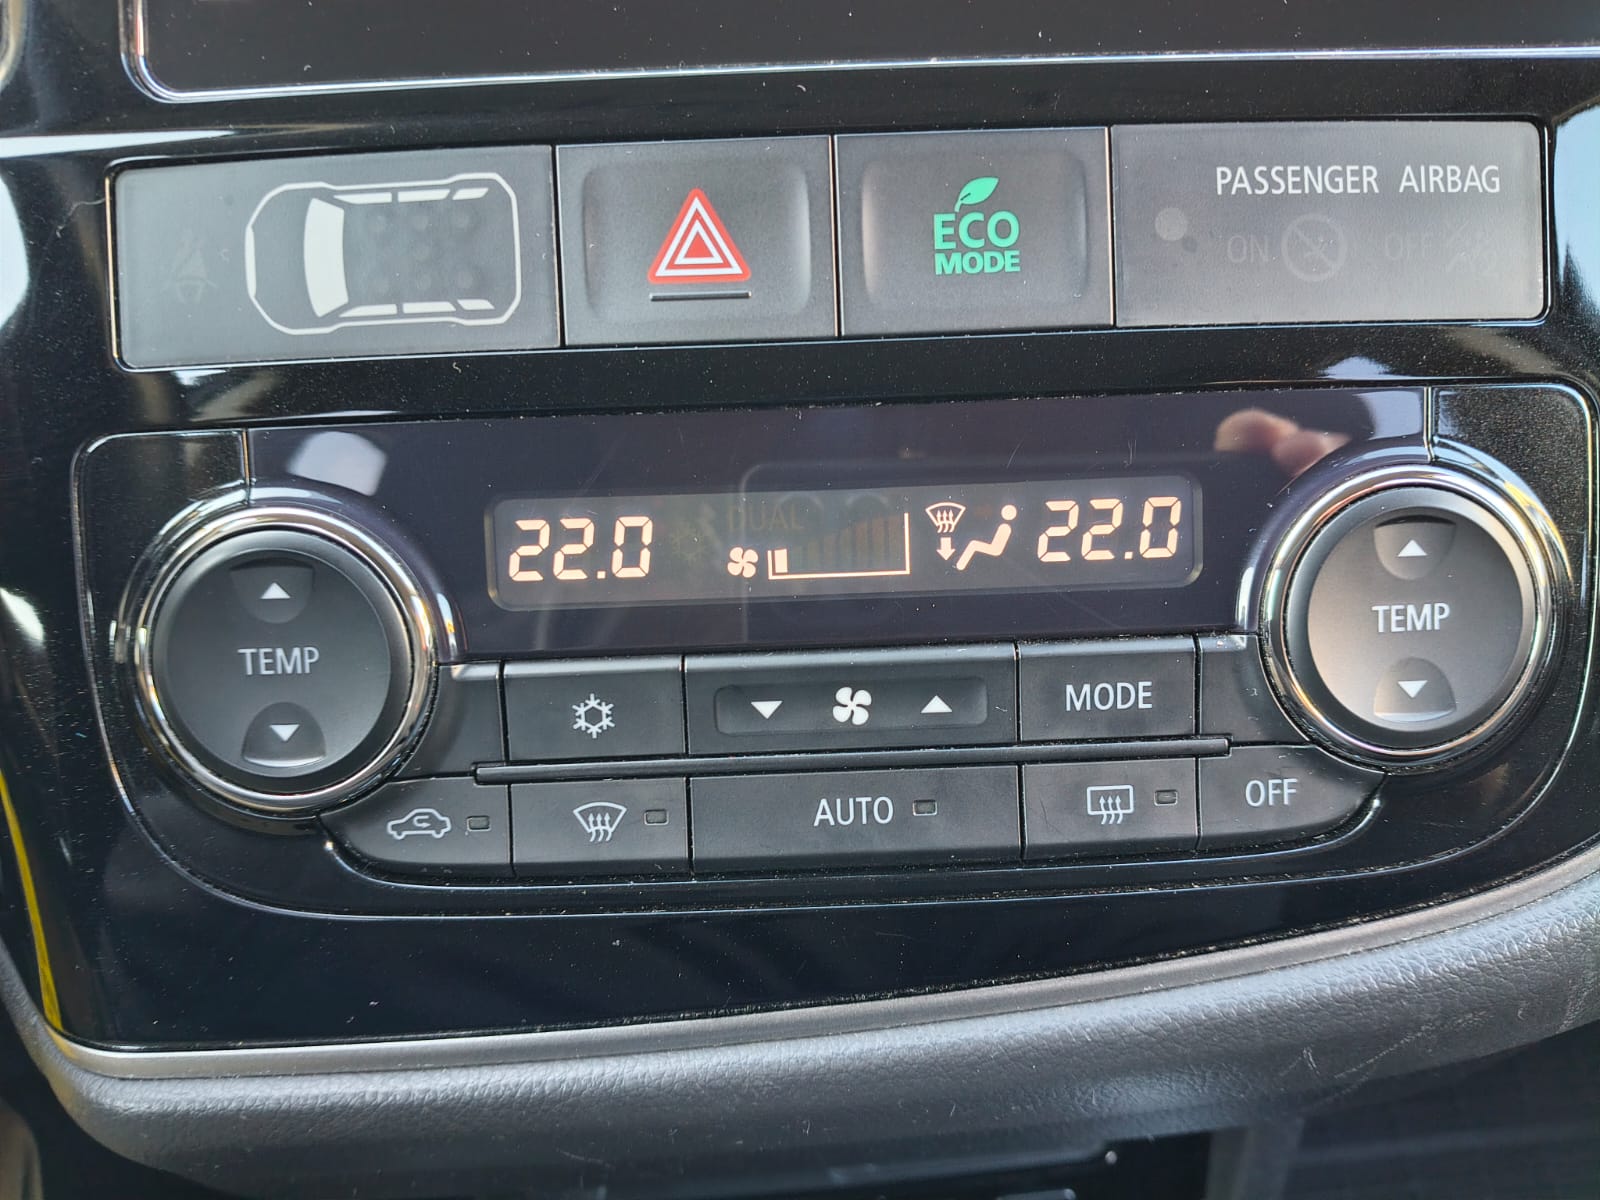 PASSENGER AIRBAG
ECO
MODE
ON OFF
DUAL
22.0 22.0
TEMP
TEMP
MODE
AUTO
OFF